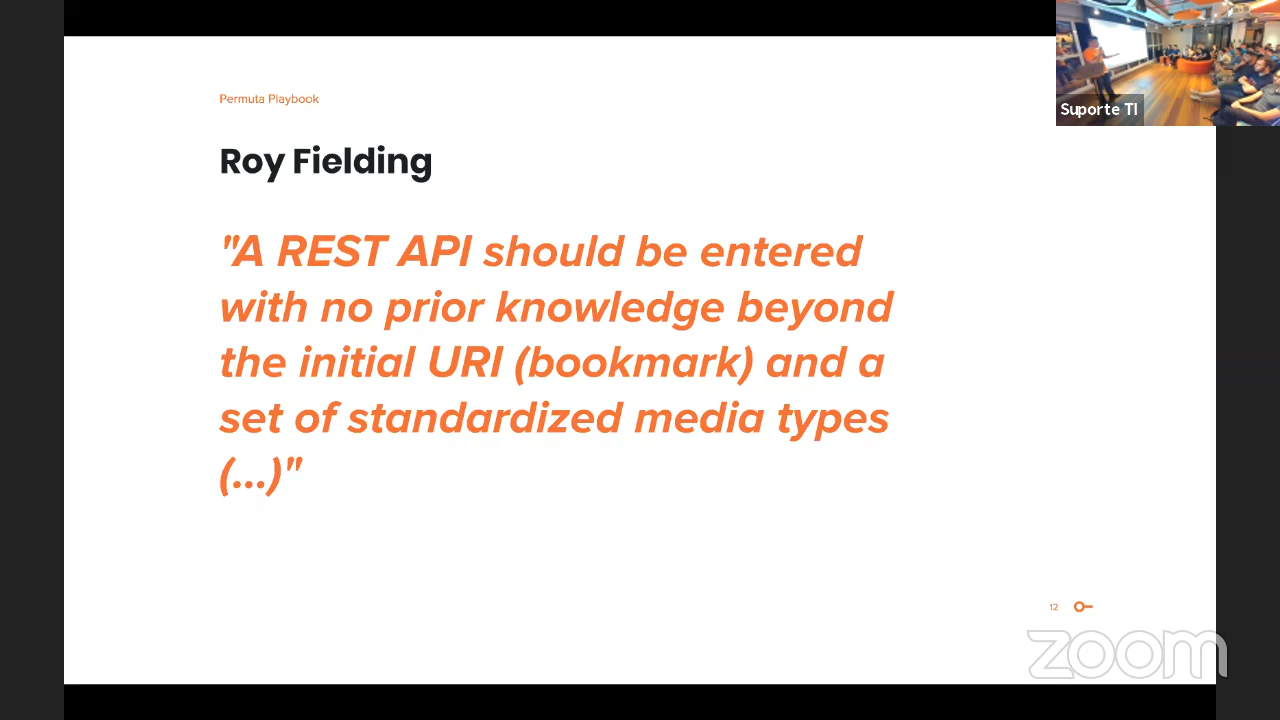 Permuta Playbook
Suporte TI
Roy Fielding
"A REST API should be entered
with no prior knowledge beyond
the initial URI (bookmark) and a
set of standardized media types
(...)"
12
zoom